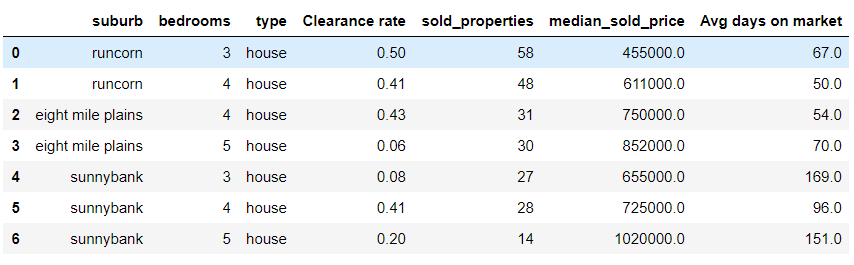 suburb bedrooms type Clearance rate sold_properties median_sold_price Avg days on market
0 runcorn 3 house 0.50 58 455000.0 67.0
1 runcorn 4 house 0.41 48 611000.0 50.0
2 eight mile plains 4 house 0.43 31 750000.0 54.0
3 eight mile plains 5 house 0.06 30 852000.0 70.0
4 sunnybank 3 house 0.08 27 655000.0 169.0
5 sunnybank 4 house 0.41 28 725000.0 96.0
6 sunnybank 5 house 0.20 14 1020000.0 151.0